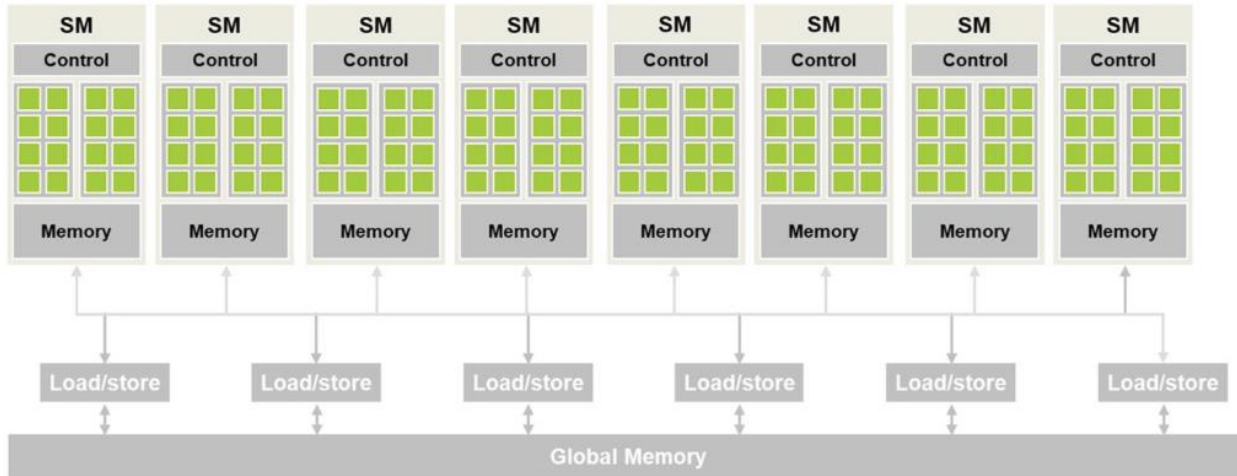 SM SM SM SM SM SM SM SM
Control Control Control Control Control Control Control Control
Memory Memory Memory Memory Memory Memory Memory Memory
Load/store Load/store Load/store Load/store Load/store Load/store
Global Memory